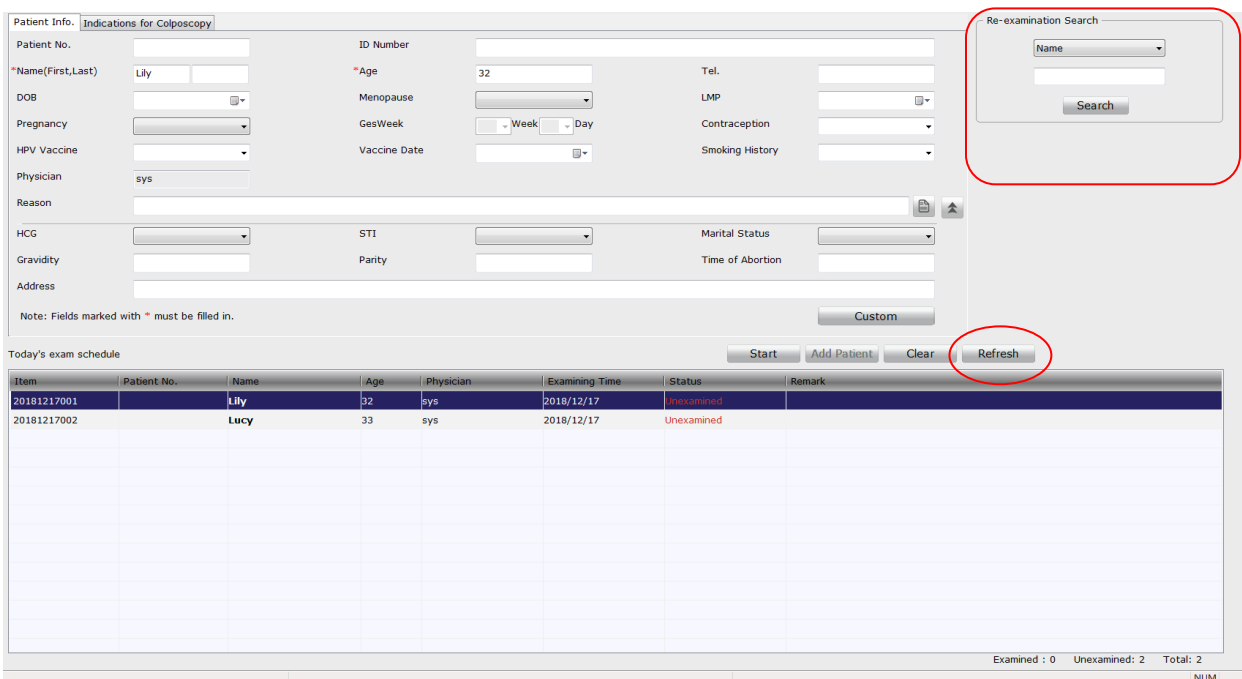 Patient Info. Indications for Colposcopy
Re-examination Search
Patient No. ID Number
Name
*Name(First,Last) Lily *Age 32 Tel.
DOB Menopause LMP
Search
Pregnancy GesWeek Week Day Contraception
HPV Vaccine Vaccine Date Smoking History
Physician sys
Reason
HCG STI Marital Status
Gravidity Parity Time of Abortion
Address
Note: Fields marked with * must be filled in. Custom
Today's exam schedule Start Add Patient Clear Refresh
Item Patient No. Name Age Physician Examining Time Status Remark
20181217001 Lily 32 sys 2018/12/17 Unexamined
20181217002 Lucy 33 sys 2018/12/17 Unexamined
Examined : 0 Unexamined: 2 Total: 2
NUM